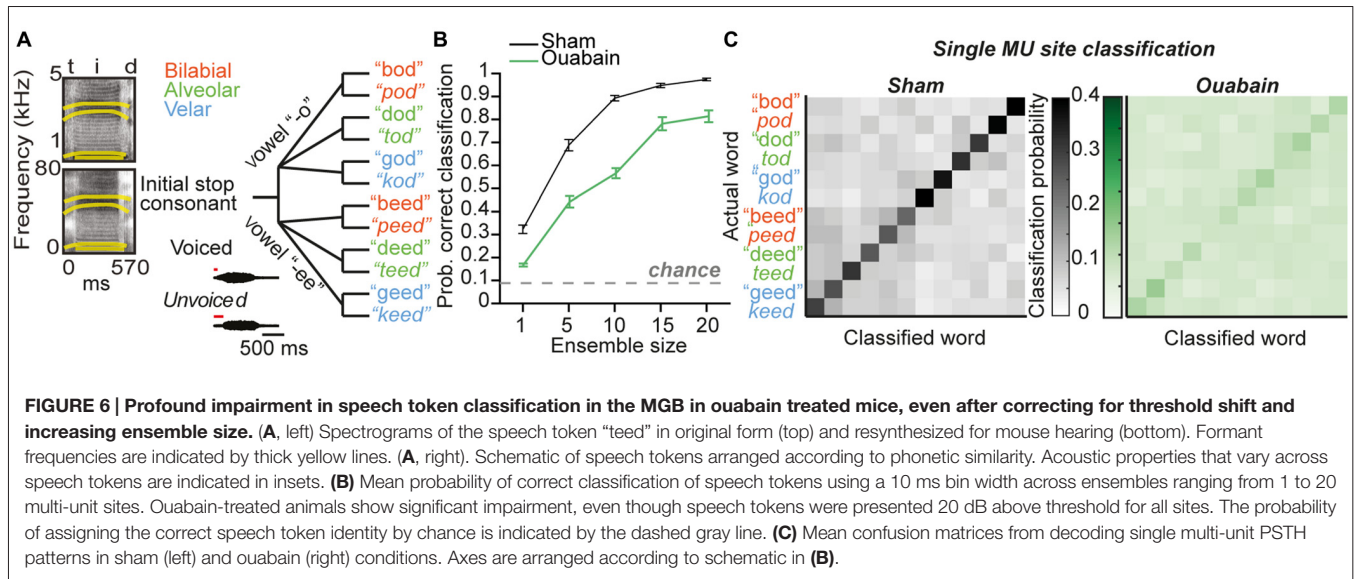 A
t i d
5
1
80
0
Frequency (kHz)
0 570
ms
Bilabial
Alveolar
Velar
Initial stop
consonant
Voiced
Unvoiced
500 ms
vowel "-o"
vowel "-ee"
"bod"
"pod"
"dod"
"tod"
"god"
"kod"
"beed"
"peed"
"deed"
"teed"
"geed"
"keed"
B
Sham
Ouabain
Prob. correct classification
1
0.9
0.8
0.7
0.6
0.5
0.4
0.3
0.2
0.1
0
chance
1 5 10 15 20
Ensemble size
C
Single MU site classification
Sham
Ouabain
Actual word
"bod"
"pod
"dod"
tod
"god"
kod
"beed"
"peed
"deed"
teed
"geed"
keed
Classified word
Classification probability
0.4
0.3
0.2
0.1
0
Classified word
FIGURE 6 | Profound impairment in speech token classification in the MGB in ouabain treated mice, even after correcting for threshold shift and
increasing ensemble size. (A, left) Spectrograms of the speech token "teed" in original form (top) and resynthesized for mouse hearing (bottom). Formant
frequencies are indicated by thick yellow lines. (A, right). Schematic of speech tokens arranged according to phonetic similarity. Acoustic properties that vary across
speech tokens are indicated in insets. (B) Mean probability of correct classification of speech tokens using a 10 ms bin width across ensembles ranging from 1 to 20
multi-unit sites. Ouabain-treated animals show significant impairment, even though speech tokens were presented 20 dB above threshold for all sites. The probability
of assigning the correct speech token identity by chance is indicated by the dashed gray line. (C) Mean confusion matrices from decoding single multi-unit PSTH
patterns in sham (left) and ouabain (right) conditions. Axes are arranged according to schematic in (B).